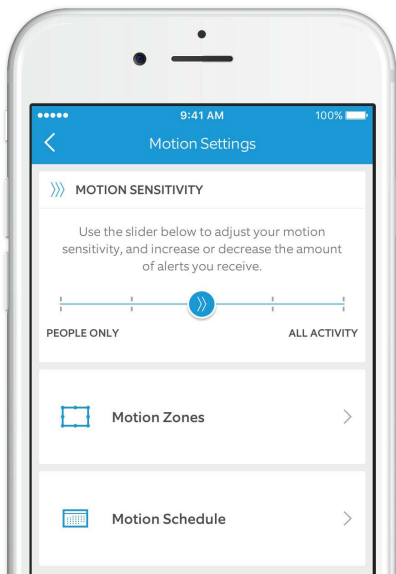 9:41 AM
100%
Motion Settings
MOTION SENSITIVITY
Use the slider below to adjust your motion
sensitivity, and increase or decrease the amount
of alerts you receive.
PEOPLE ONLY
ALL ACTIVITY
Motion Zones
Motion Schedule